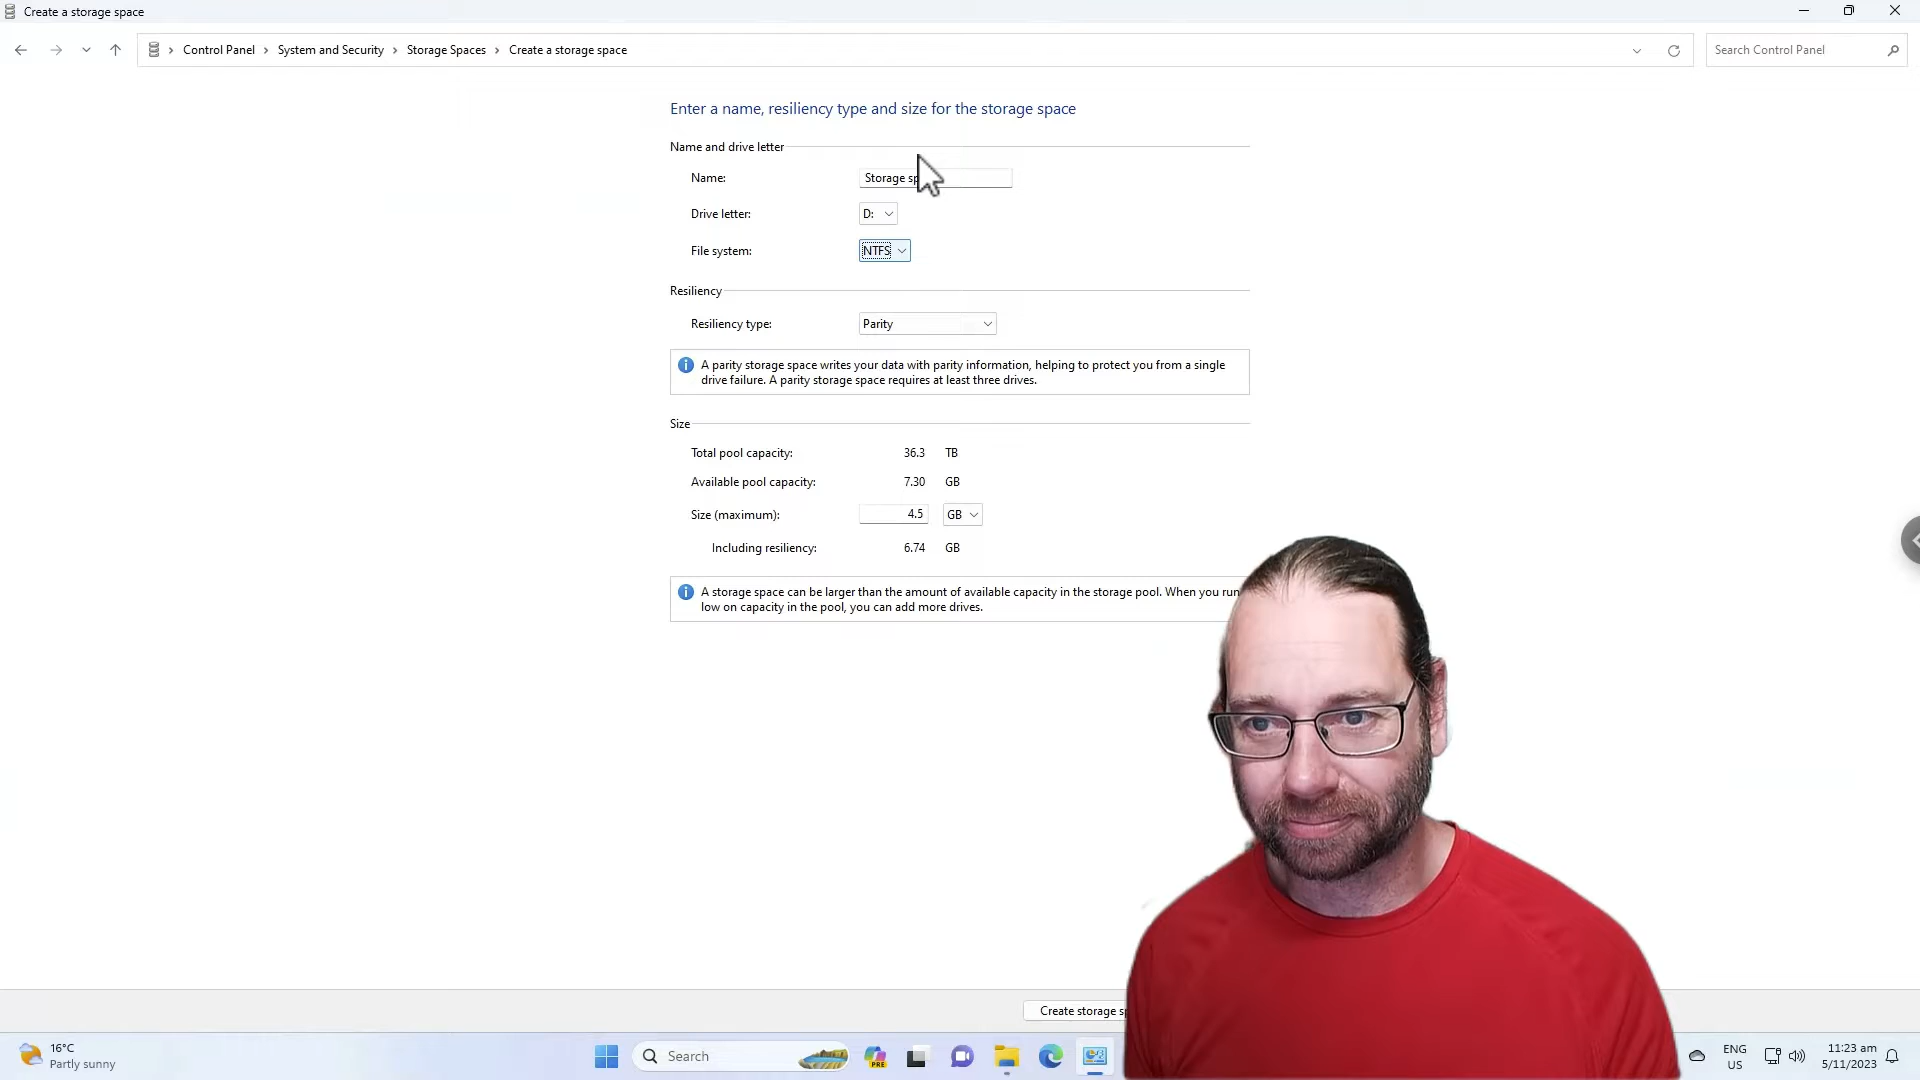 Create a storage space
Control Panel > System and Security > Storage Spaces > Create a storage space
Search Control Panel
Enter a name, resiliency type and size for the storage space
Name and drive letter
Name:
Storage sp
Drive letter:
D:
File system:
NTFS
Resiliency
Resiliency type:
Parity
A parity storage space writes your data with parity information, helping to protect you from a single
drive failure. A parity storage space requires at least three drives.
Size
Total pool capacity:
36.3 TB
Available pool capacity:
7.30 GB
Size (maximum):
4.5 GB
Including resiliency:
6.74 GB
A storage space can be larger than the amount of available capacity in the storage pool. When you run
low on capacity in the pool, you can add more drives.
Create storage sp
16°C
Partly sunny
Search
PRE
ENG
US
11:23 am
5/11/2023